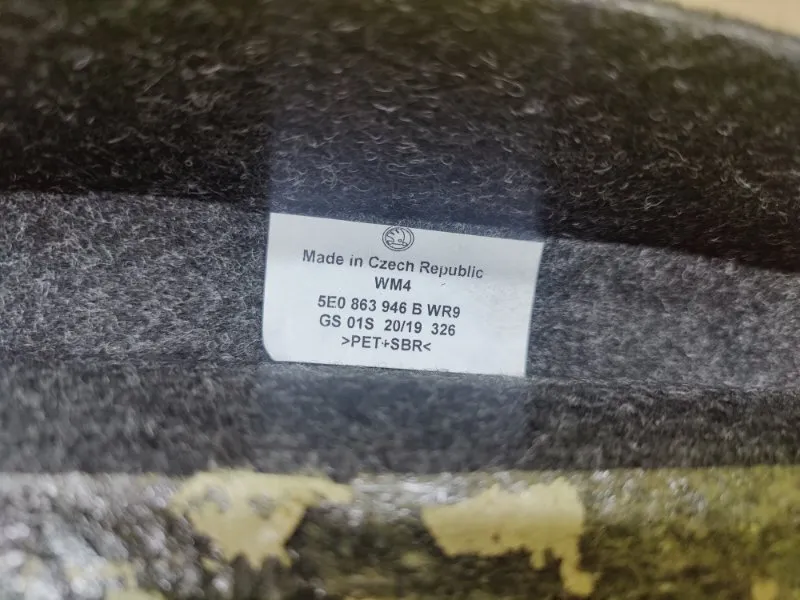 Made in Czech Republic
WM4
5E0 863 946 B WR9
GS 01S 20/19 326
>PET+SBR<